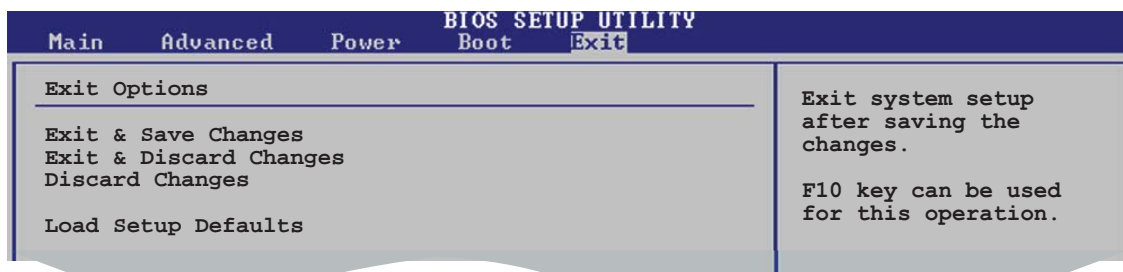 BIOS SETUP UTILITY
Main Advanced Power Boot Exit
Exit Options
Exit & Save Changes
Exit & Discard Changes
Discard Changes
Load Setup Defaults
Exit system setup
after saving the
changes.
F10 key can be used
for this operation.